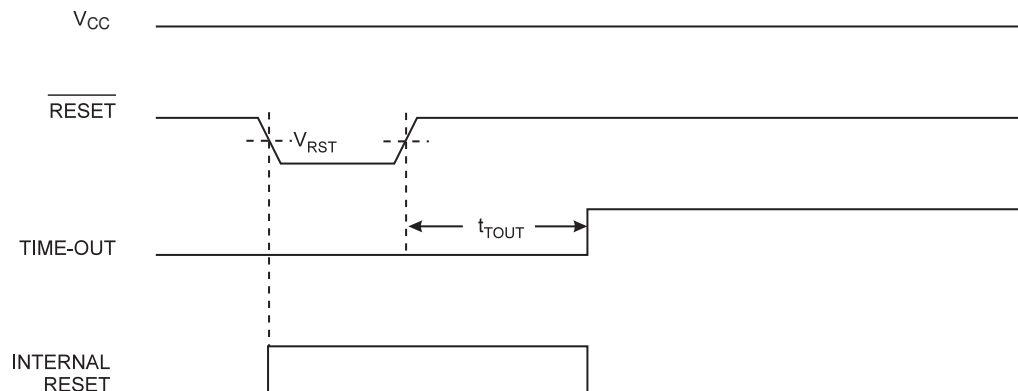 VCC
RESET
VRST
tTOUT
TIME-OUT
INTERNAL
RESET